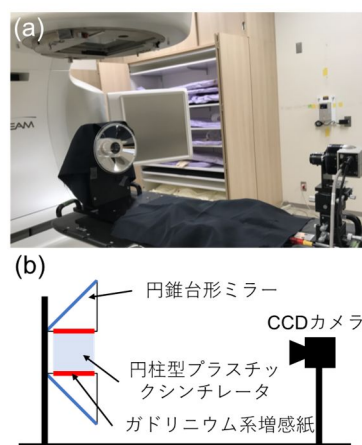 (a)
EAM
(b)
円錐台形ミラー
CCDカメラ
円柱型プラスチッ
クシンチレータ
ガドリニウム系増感紙